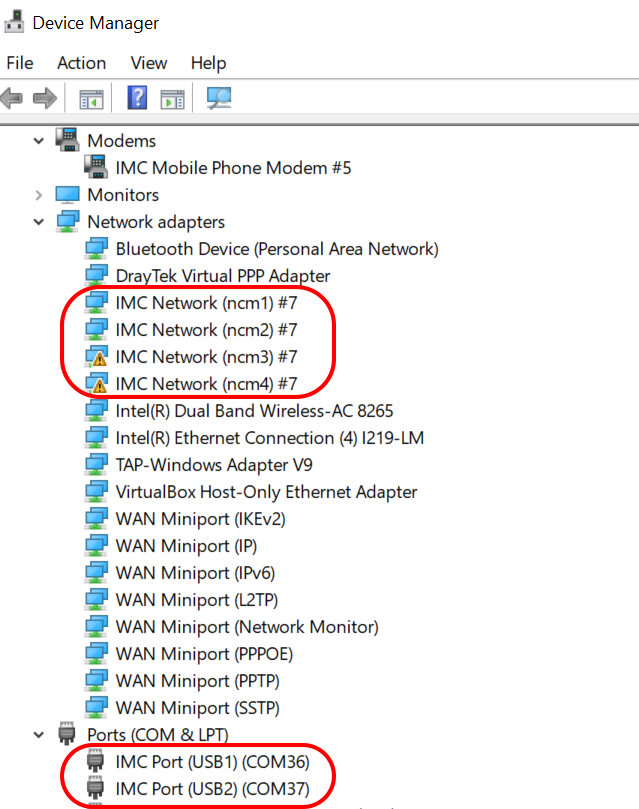 Device Manager
File Action View Help
Modems
IMC Mobile Phone Modem #5
Monitors
Network adapters
Bluetooth Device (Personal Area Network)
DrayTek Virtual PPP Adapter
IMC Network (ncm1) #7
IMC Network (ncm2) #7
IMC Network (ncm3) #7
IMC Network (ncm4) #7
Intel(R) Dual Band Wireless-AC 8265
Intel(R) Ethernet Connection (4) I219-LM
TAP-Windows Adapter V9
VirtualBox Host-Only Ethernet Adapter
WAN Miniport (IKEv2)
WAN Miniport (IP)
WAN Miniport (IPv6)
WAN Miniport (L2TP)
WAN Miniport (Network Monitor)
WAN Miniport (PPPOE)
WAN Miniport (PPTP)
WAN Miniport (SSTP)
Ports (COM & LPT)
IMC Port (USB1) (COM36)
IMC Port (USB2) (COM37)